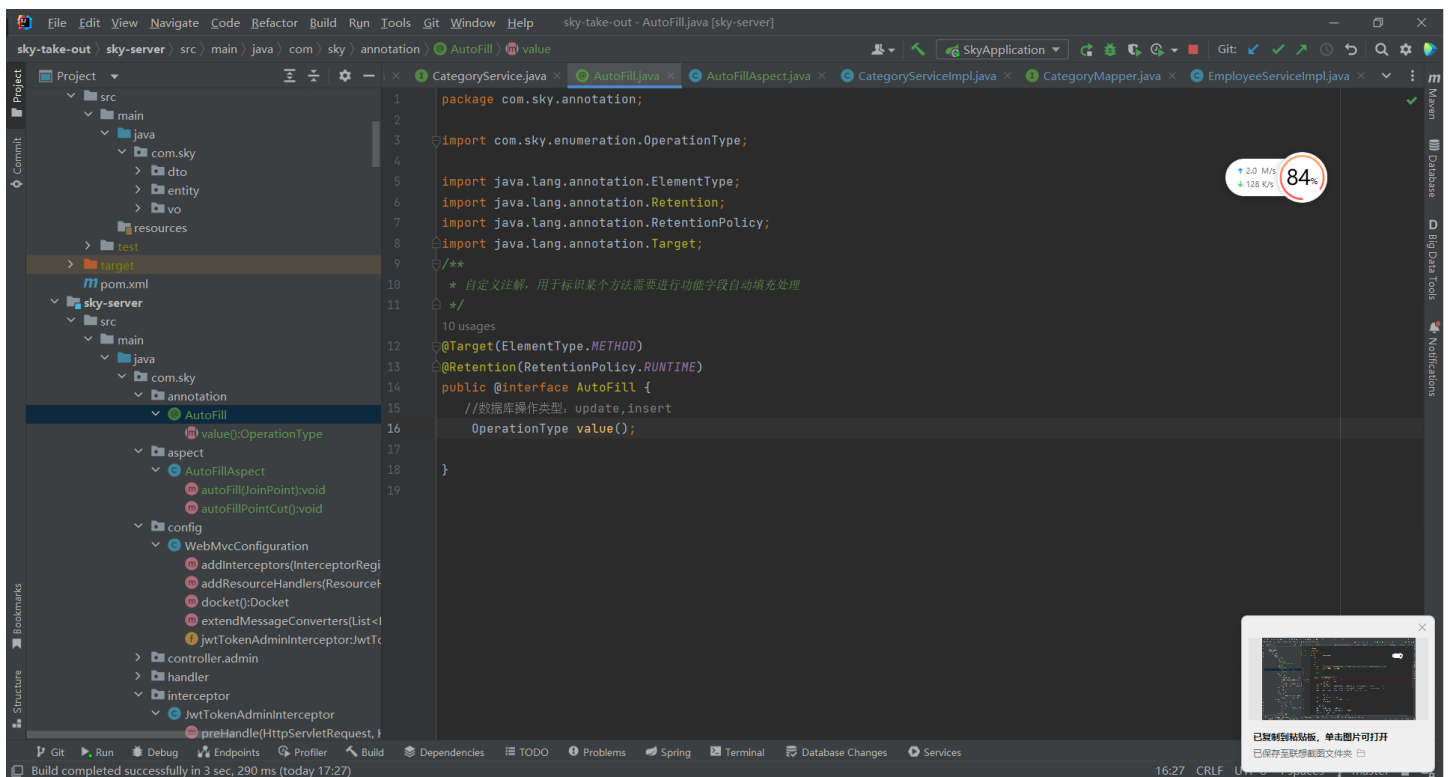 File Edit View Navigate Code Refactor Build Run Tools Git Window Help sky-take-out - AutoFill.java [sky-server]
sky-take-out sky-server src main java com sky annotation AutoFill value SkyApplication Git:
Project CategoryService.java AutoFill.java AutoFillAspect.java CategoryServiceImpl.java CategoryMapper.java EmployeeServiceImpl.java
Project
Commit
Bookmarks
Structure
src
main
java
com.sky
dto
entity
vo
resources
test
target
pom.xml
sky-server
src
main
java
com.sky
annotation
AutoFill
value():OperationType
aspect
AutoFillAspect
autoFill(JoinPoint):void
autoFillPointCut():void
config
WebMvcConfiguration
addInterceptors(InterceptorRegi
addResourceHandlers(ResourceH
docket():Docket
extendMessageConverters(List<
jwtTokenAdminInterceptor:JwtTo
controller.admin
handler
interceptor
JwtTokenAdminInterceptor
preHandle(HttpServletRequest,
1 package com.sky.annotation;
2
3 import com.sky.enumeration.OperationType;
4
5 import java.lang.annotation.ElementType;
6 import java.lang.annotation.Retention;
7 import java.lang.annotation.RetentionPolicy;
8 import java.lang.annotation.Target;
9 /**
10 * 自定义注解，用于标识某个方法需要进行功能字段自动填充处理
11 */
10 usages
12 @Target(ElementType.METHOD)
13 @Retention(RetentionPolicy.RUNTIME)
14 public @interface AutoFill {
15 //数据库操作类型：update,insert
16 OperationType value();
17
18 }
19
2.0 M/s
128 K/s
84%
m Maven
Database
D Big Data Tools
Notifications
已复制到粘贴板，单击图片可打开
已保存至联想截图文件夹
Git Run Debug Endpoints Profiler Build Dependencies TODO Problems Spring Terminal Database Changes Services
Build completed successfully in 3 sec, 290 ms (today 17:27) 16:27 CRLF